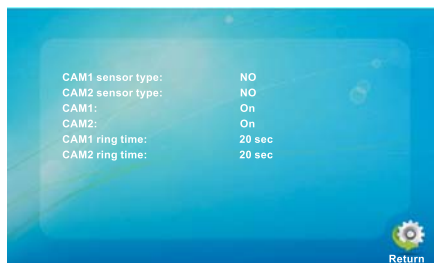 CAM1 sensor type: NO
CAM2 sensor type: NO
CAM1: On
CAM2: On
CAM1 ring time: 20 sec
CAM2 ring time: 20 sec
Return